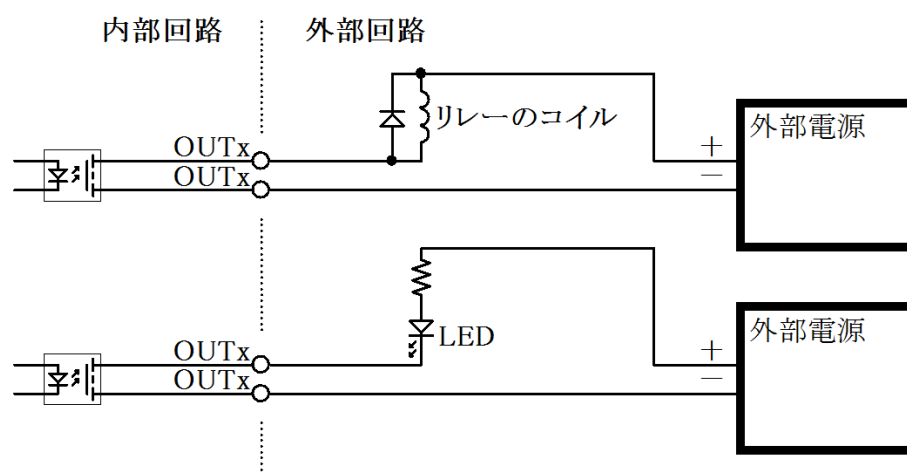 内部回路
外部回路
リレーのコイル
外部電源
OUTx
+
OUTx
−
LED
外部電源
OUTx
+
OUTx
−